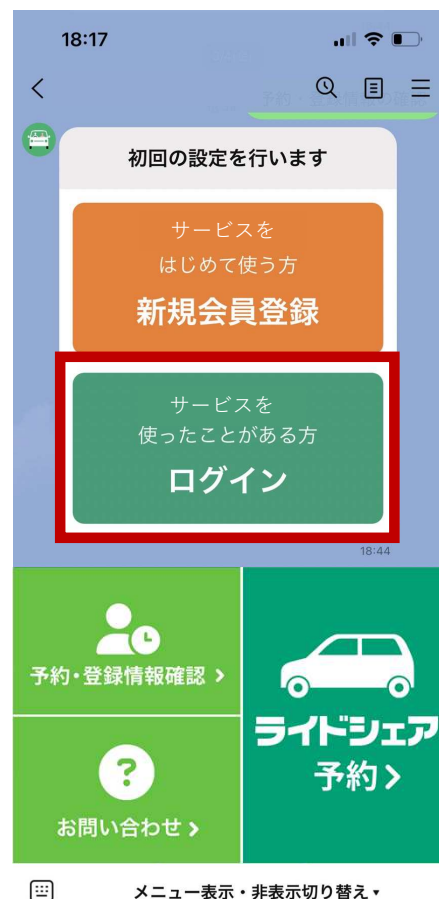 18:17
初回の設定を行います
サービスを
はじめて使う方
新規会員登録
サービスを
使ったことがある方
ログイン
18:44
予約・登録情報確認 >
ライドシェア
予約 >
お問い合わせ >
メニュー表示・非表示切り替え ▾